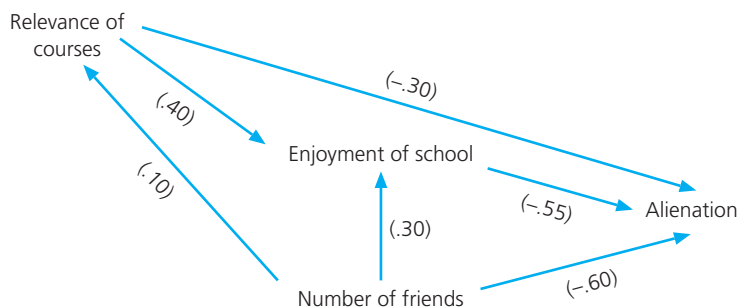 Relevance of
courses
(–.30)
(.40)
Enjoyment of school
(.10)
(–.55)
Alienation
(.30)
(–.60)
Number of friends